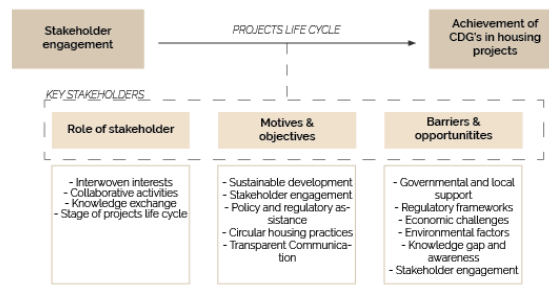 Stakeholder
engagement
PROJECTS LIFE CYCLE
Achievement of
CDG's in housing
projects
KEY STAKEHOLDERS
Role of stakeholder
Motives &
objectives
Barriers &
opportunitites
- Interwoven interests
- Collaborative activities
- Knowledge exchange
- Stage of projects life cycle
- Sustainable development
- Stakeholder engagement
- Policy and regulatory as-
sistance
- Circular housing practices
- Transparent Communica-
tion
- Governmental and local
support
- Regulatory frameworks
- Economic challenges
- Environmental factors
- Knowledge gap and
awareness
- Stakeholder engagement